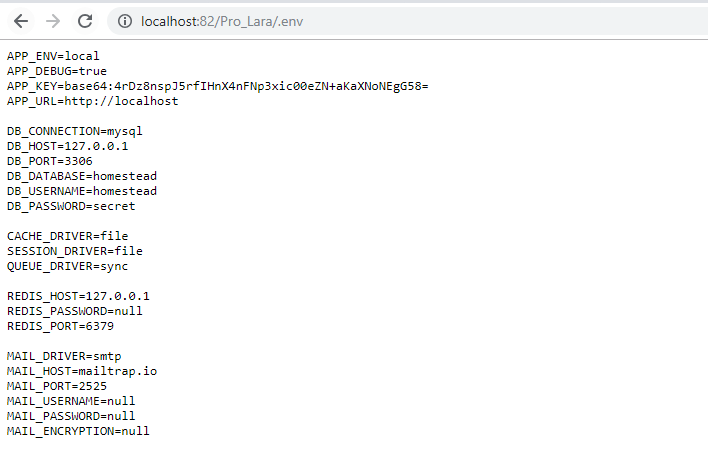 localhost:82/Pro_Lara/.env
APP_ENV=local
APP_DEBUG=true
APP_KEY=base64:4rDz8nspJ5rfIHnX4nFNp3xic00eZN+aKaXNoNEgG58=
APP_URL=http://localhost
DB_CONNECTION=mysql
DB_HOST=127.0.0.1
DB_PORT=3306
DB_DATABASE=homestead
DB_USERNAME=homestead
DB_PASSWORD=secret
CACHE_DRIVER=file
SESSION_DRIVER=file
QUEUE_DRIVER=sync
REDIS_HOST=127.0.0.1
REDIS_PASSWORD=null
REDIS_PORT=6379
MAIL_DRIVER=smtp
MAIL_HOST=mailtrap.io
MAIL_PORT=2525
MAIL_USERNAME=null
MAIL_PASSWORD=null
MAIL_ENCRYPTION=null